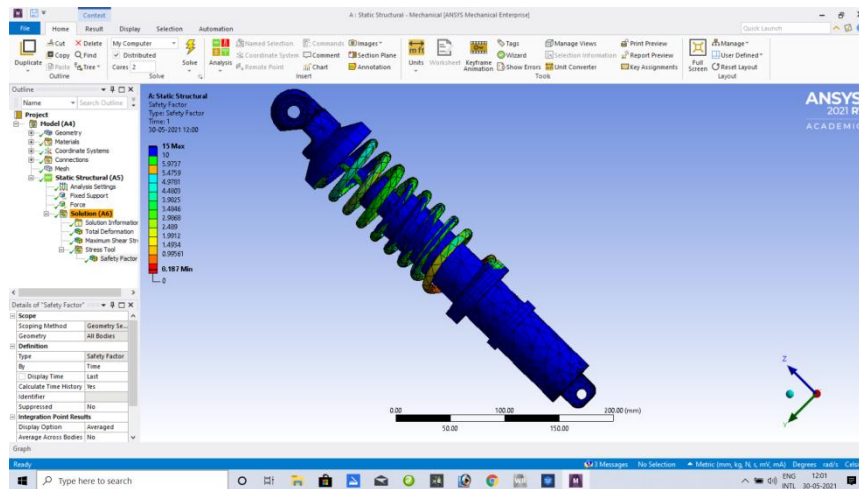 Context
A : Static Structural - Mechanical [ANSYS Mechanical Enterprise]
File Home Result Display Selection Automation
Quick Launch
Duplicate
Cut
Copy
Paste
Delete
Find
Tree
Outline
My Computer
Distributed
Cores 2
Solve
Solve
Analysis
Named Selection
Coordinate System
Remote Point
Commands
Comment
Chart
Images
Section Plane
Annotation
Insert
Units
Worksheet
Keyframe
Animation
Tags
Wizard
Show Errors
Manage Views
Selection Information
Unit Converter
Print Preview
Report Preview
Key Assignments
Tools
Full
Screen
Manage
User Defined
Reset Layout
Layout
Outline
Name
Search Outline
Project
Model (A4)
Geometry
Materials
Coordinate Systems
Connections
Mesh
Static Structural (A5)
Analysis Settings
Fixed Support
Force
Solution (A6)
Solution Informatior
Total Deformation
Maximum Shear Str
Stress Tool
Safety Factor
A: Static Structural
Safety Factor
Type: Safety Factor
Time: 1
30-05-2021 12:00
15 Max
10
5.9737
5.4759
4.9781
4.4803
3.9825
3.4846
2.9868
2.489
1.9912
1.4934
0.99561
0.187 Min
0
ANSYS
2021 R
ACADEMIC
Details of "Safety Factor"
Scope
Scoping Method Geometry Se...
Geometry All Bodies
Definition
Type Safety Factor
By Time
Display Time Last
Calculate Time History Yes
Identifier
Suppressed No
Integration Point Results
Display Option Averaged
Average Across Bodies No
0.00 100.00 200.00 (mm)
50.00 150.00
Z
Y
Graph
Ready
3 Messages No Selection Metric (mm, kg, N, s, mV, mA) Degrees rad/s Celsi
Type here to search
ENG
INTL
12:01
30-05-2021